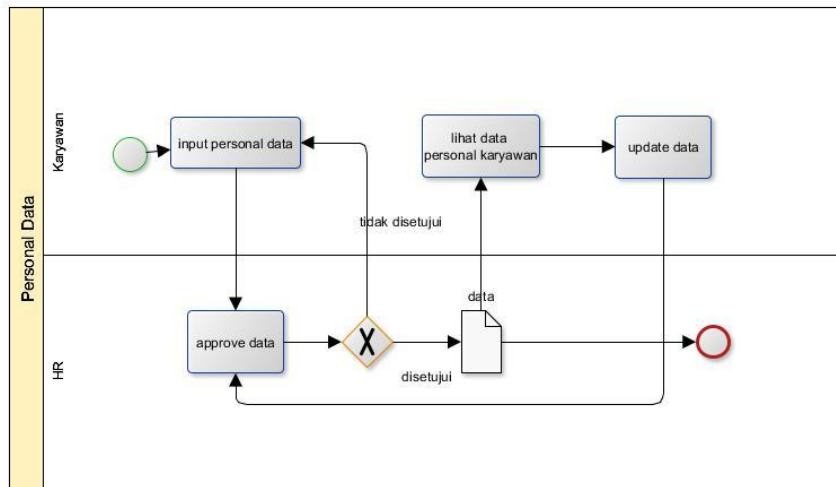 Personal Data
Karyawan
input personal data
lihat data
personal karyawan
update data
tidak disetujui
HR
approve data
X
data
disetujui